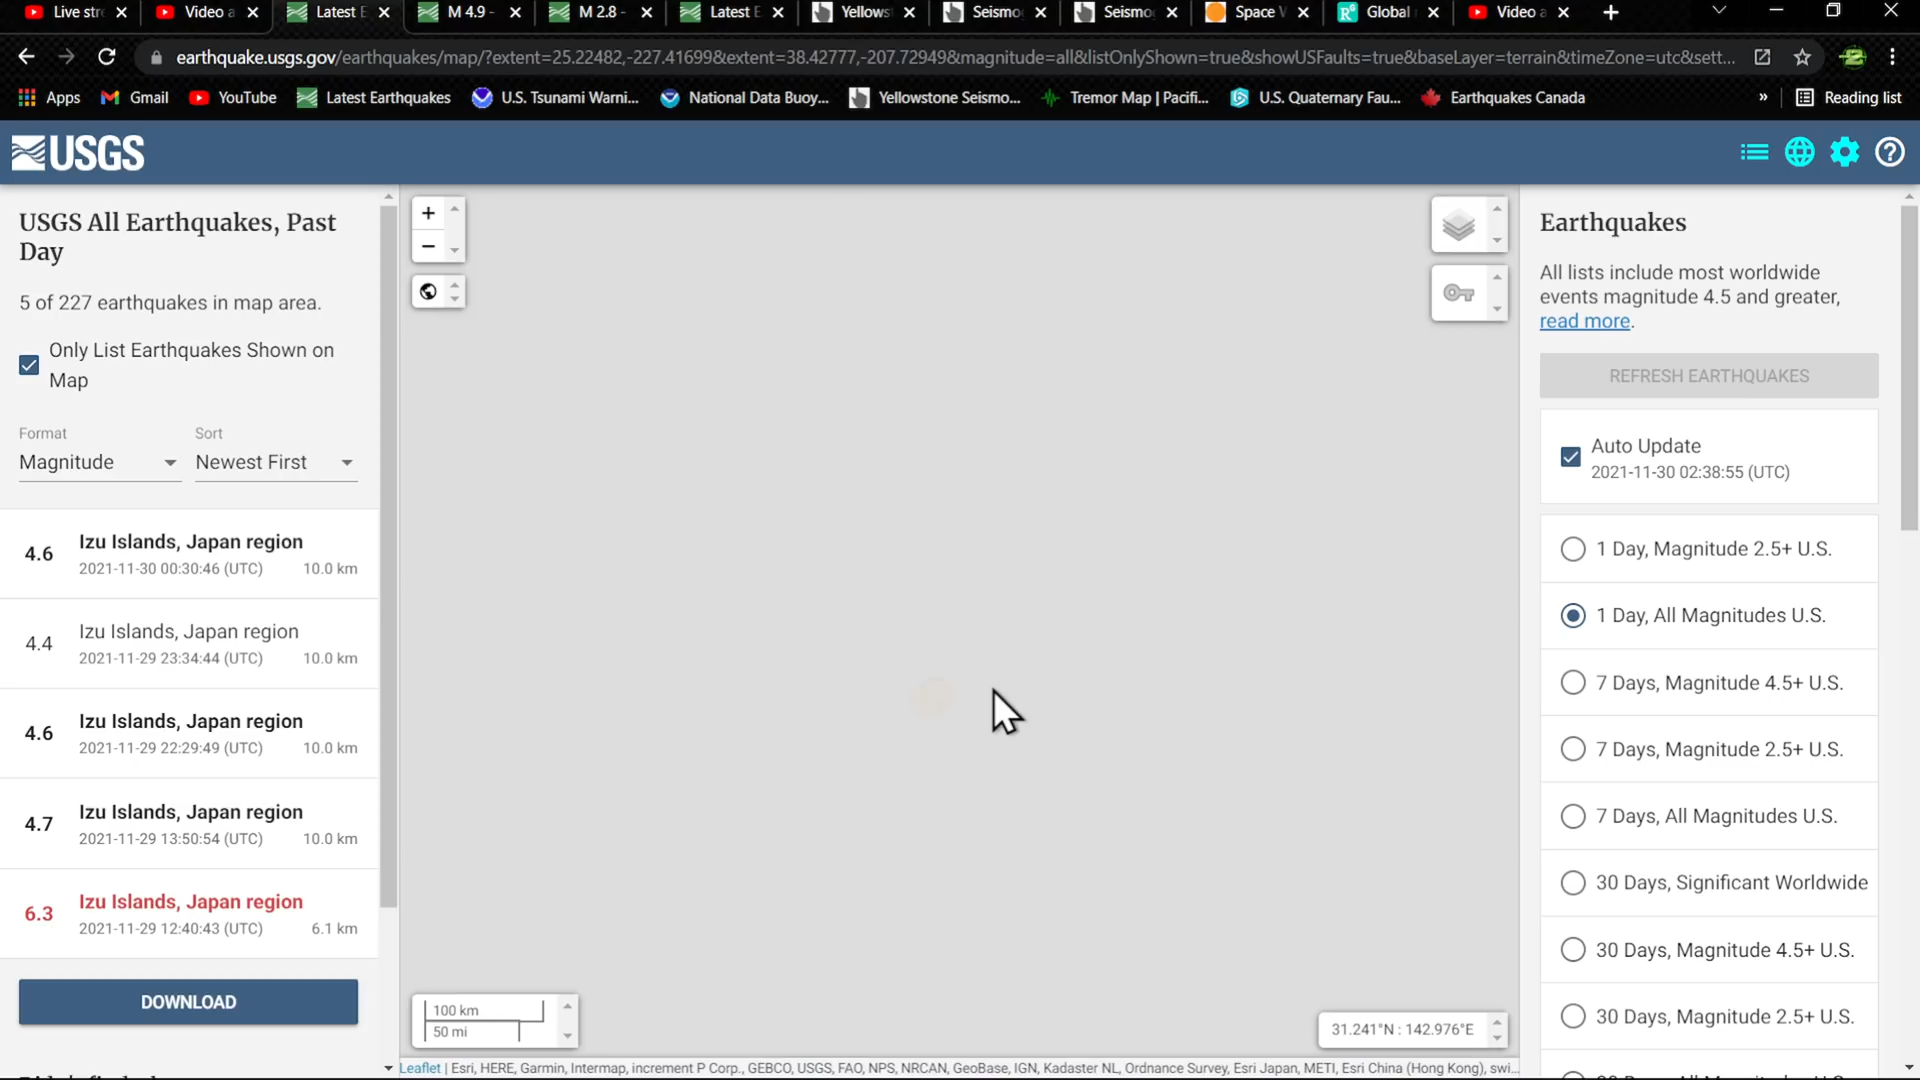 Live stre
Video a
Latest E
M 4.9 -
M 2.8 -
Latest E
Yellows
Seismo
Seismo
Space W
Global
Video a
earthquake.usgs.gov/earthquakes/map/?extent=25.22482,-227.41699&extent=38.42777,-207.72949&magnitude=all&listOnlyShown=true&showUSFaults=true&baseLayer=terrain&timeZone=utc&sett...
Apps
Gmail
YouTube
Latest Earthquakes
U.S. Tsunami Warni...
National Data Buoy...
Yellowstone Seismo...
Tremor Map | Pacifi...
U.S. Quaternary Fau...
Earthquakes Canada
»
Reading list
USGS
USGS All Earthquakes, Past
Day
5 of 227 earthquakes in map area.
Only List Earthquakes Shown on
Map
Format
Sort
Magnitude
Newest First
4.6
Izu Islands, Japan region
2021-11-30 00:30:46 (UTC)
10.0 km
4.4
Izu Islands, Japan region
2021-11-29 23:34:44 (UTC)
10.0 km
4.6
Izu Islands, Japan region
2021-11-29 22:29:49 (UTC)
10.0 km
4.7
Izu Islands, Japan region
2021-11-29 13:50:54 (UTC)
10.0 km
6.3
Izu Islands, Japan region
2021-11-29 12:40:43 (UTC)
6.1 km
DOWNLOAD
+
−
100 km
50 mi
31.241°N : 142.976°E
Leaflet | Esri, HERE, Garmin, Intermap, increment P Corp., GEBCO, USGS, FAO, NPS, NRCAN, GeoBase, IGN, Kadaster NL, Ordnance Survey, Esri Japan, METI, Esri China (Hong Kong), swi...
Earthquakes
All lists include most worldwide
events magnitude 4.5 and greater,
read more.
REFRESH EARTHQUAKES
Auto Update
2021-11-30 02:38:55 (UTC)
1 Day, Magnitude 2.5+ U.S.
1 Day, All Magnitudes U.S.
7 Days, Magnitude 4.5+ U.S.
7 Days, Magnitude 2.5+ U.S.
7 Days, All Magnitudes U.S.
30 Days, Significant Worldwide
30 Days, Magnitude 4.5+ U.S.
30 Days, Magnitude 2.5+ U.S.